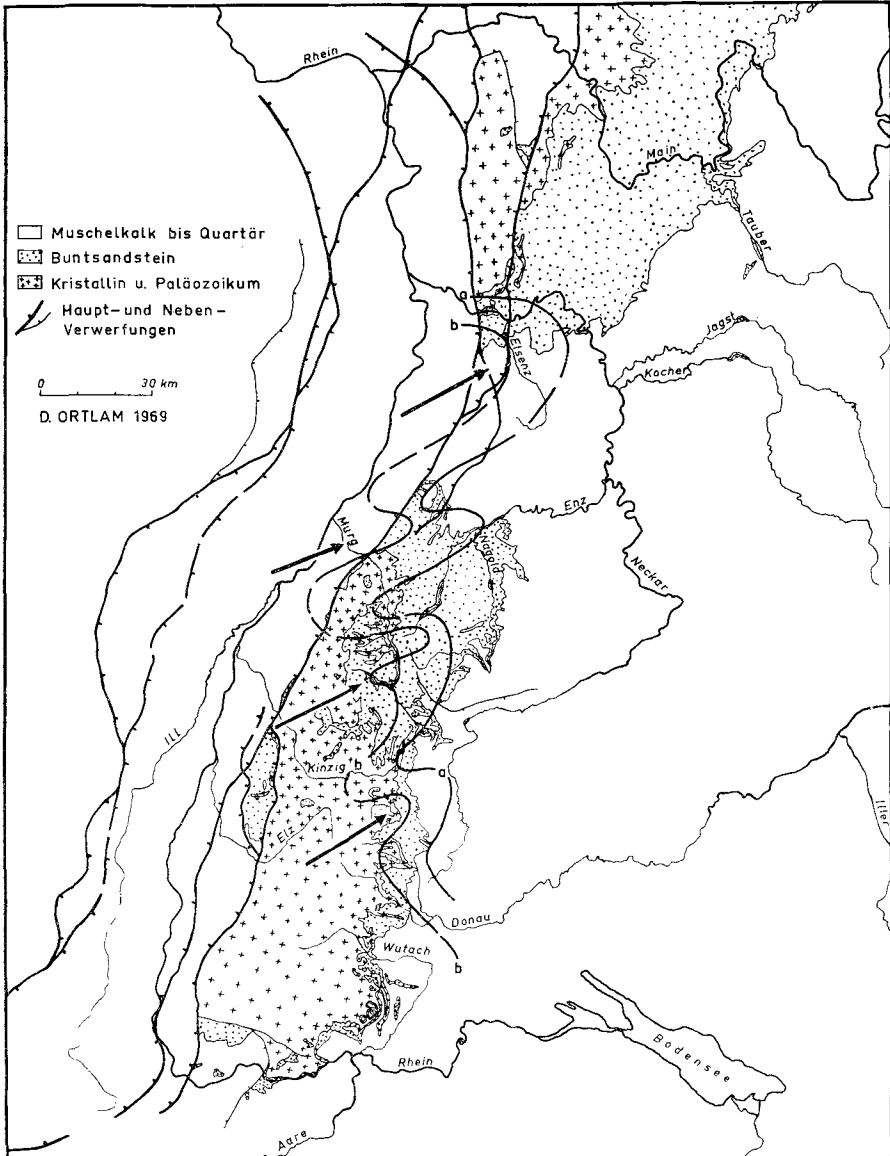 Rhein
Main
Tauber
Muschelkalk bis Quartär
Buntsandstein
Kristallin u. Paläozoikum
Haupt- und Neben-
Verwerfungen
a
b
Elsenz
Jagst
Kocher
0 30 km
D. ORTLAM 1969
Enz
Murg
Nagold
Neckar
Ill
b
a
Kinzig
Iller
Elz
Donau
Wutach
b
Rhein
Bodensee
Aare